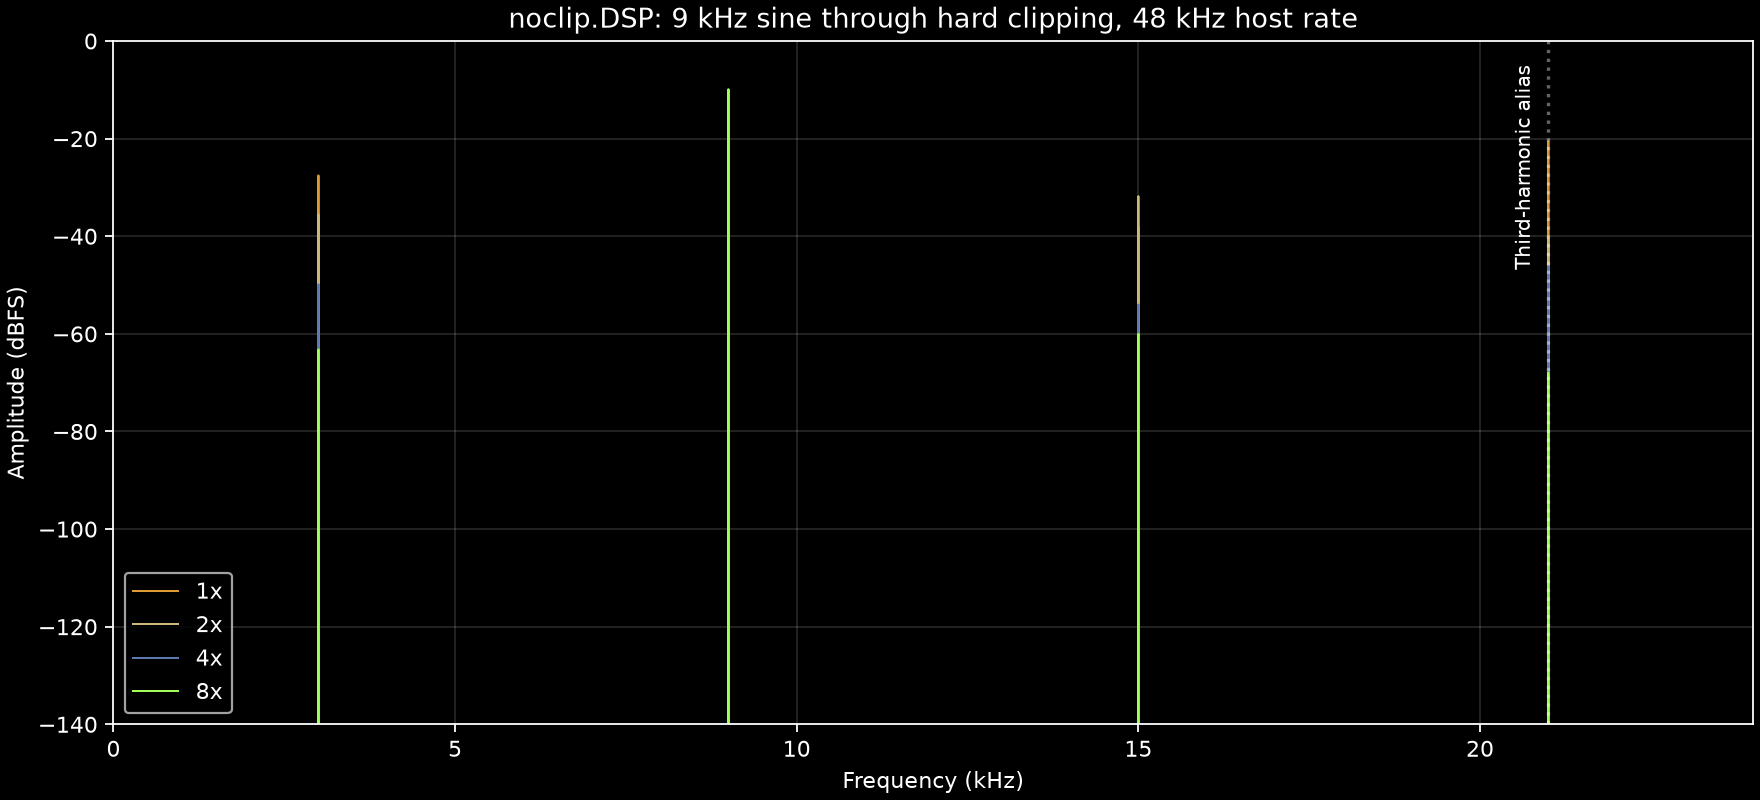 noclip.DSP: 9 kHz sine through hard clipping, 48 kHz host rate
Amplitude (dBFS)
0
−20
−40
−60
−80
−100
−120
−140
Third-harmonic alias
1x
2x
4x
8x
0
5
10
15
20
Frequency (kHz)